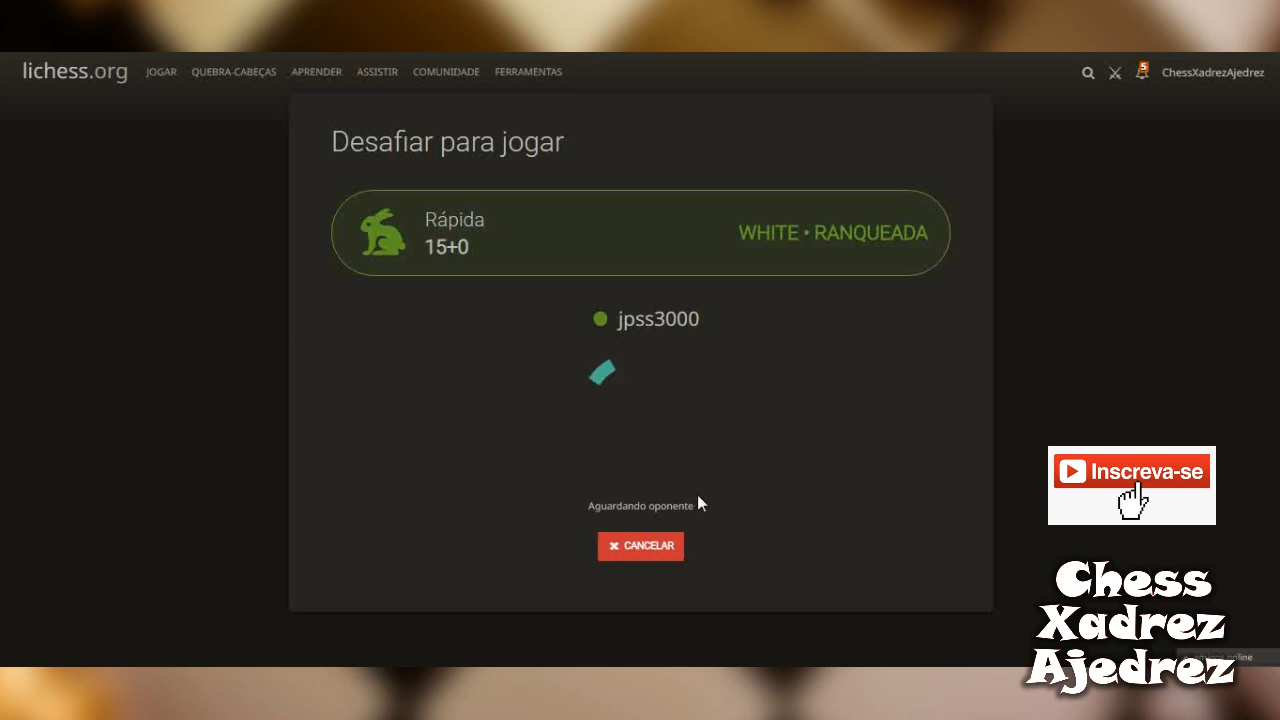 lichess.org JOGAR QUEBRA-CABEÇAS APRENDER ASSISTIR COMUNIDADE FERRAMENTAS 5 ChessXadrezAjedrez
Desafiar para jogar
Rápida
15+0
WHITE • RANQUEADA
jpss3000
Aguardando oponente
CANCELAR
Inscreva-se
Chess
Xadrez
Ajedrez
online